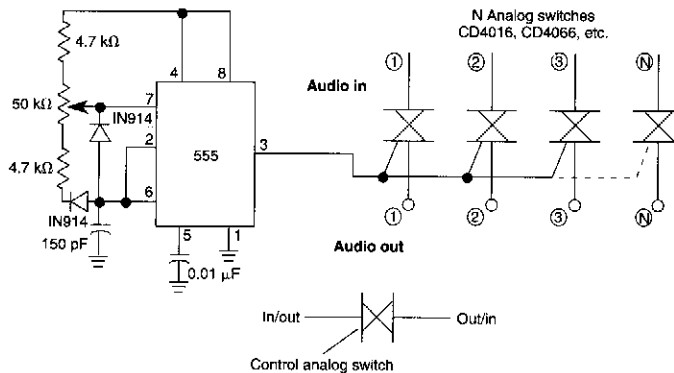 N Analog switches
CD4016, CD4066, etc.
4.7 kΩ
4
8
Audio in
1
2
3
N
50 kΩ
7
IN914
2
555
3
4.7 kΩ
6
IN914
150 pF
5
1
0.01 μF
1
2
3
N
Audio out
In/out
Out/in
Control analog switch